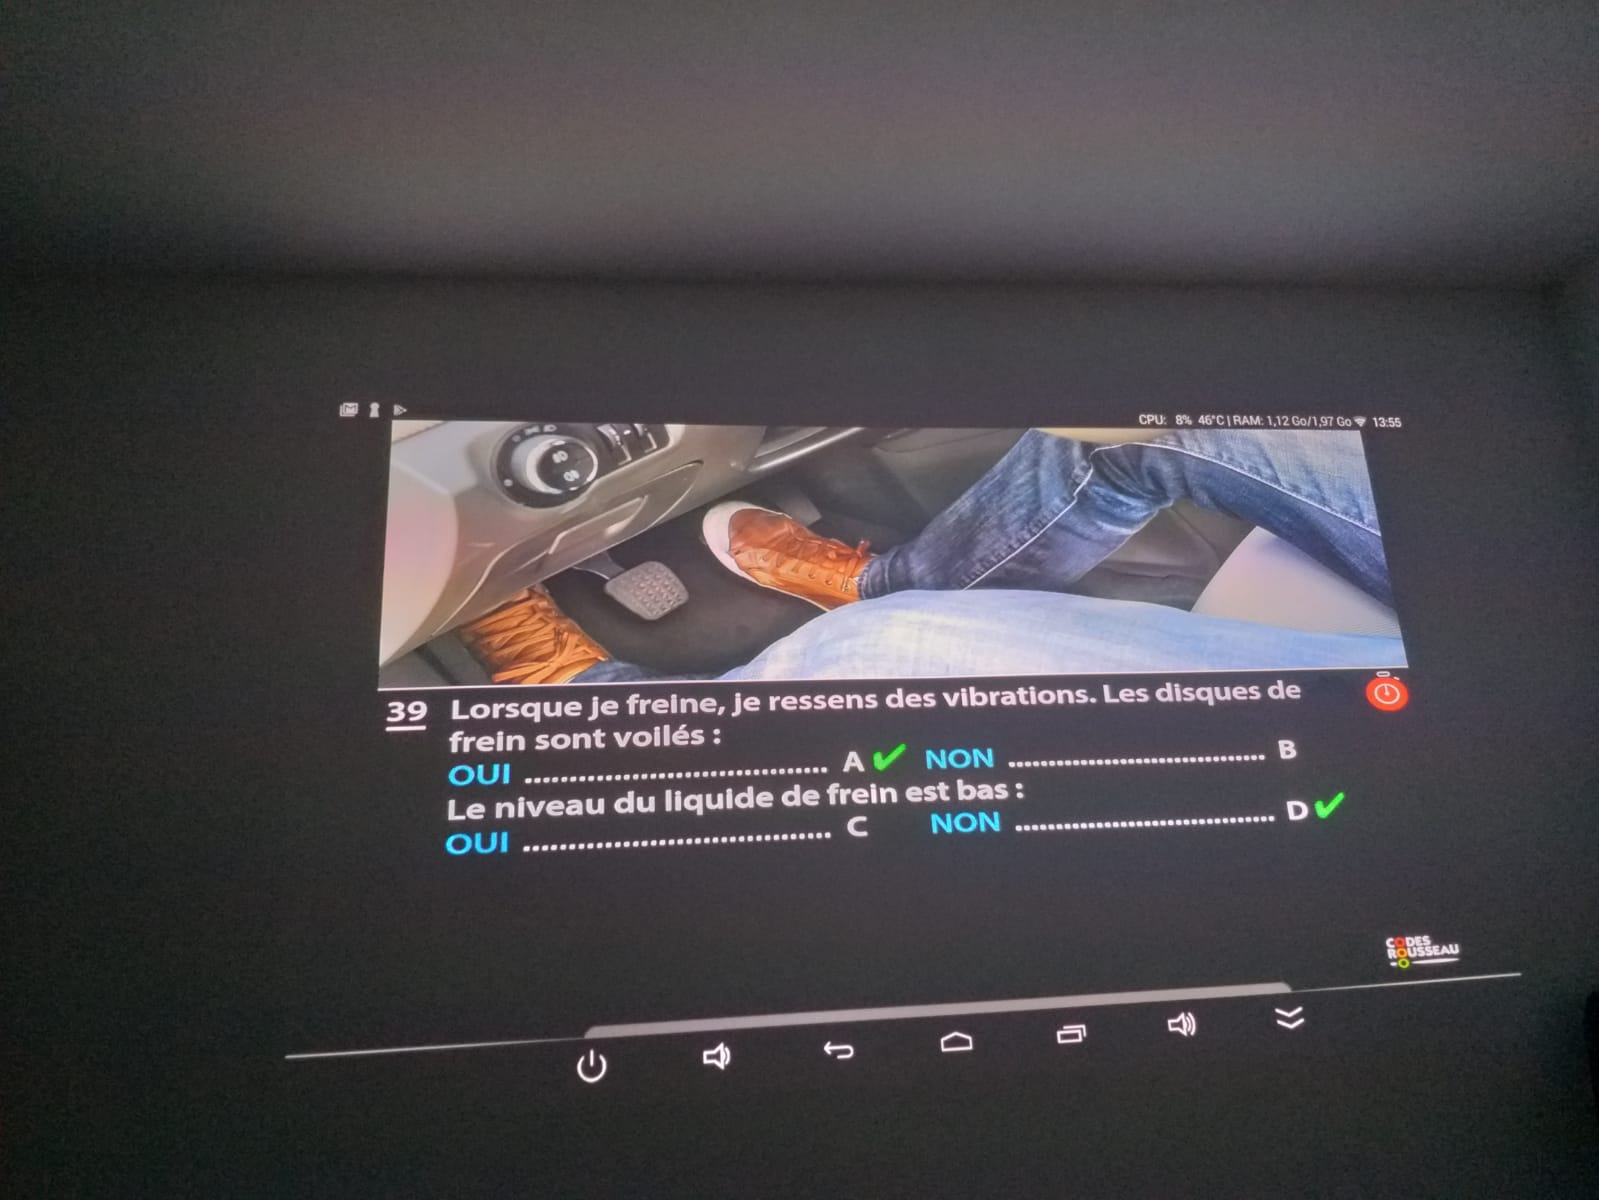 CPU: 8% 46°C | RAM: 1,12 Go/1,97 Go 13:55
39 Lorsque je freine, je ressens des vibrations. Les disques de
frein sont voilés :
OUI ................................... A ✔ NON ................................ B
Le niveau du liquide de frein est bas :
OUI ................................... C NON ................................ D ✔
CODES
ROUSSEAU